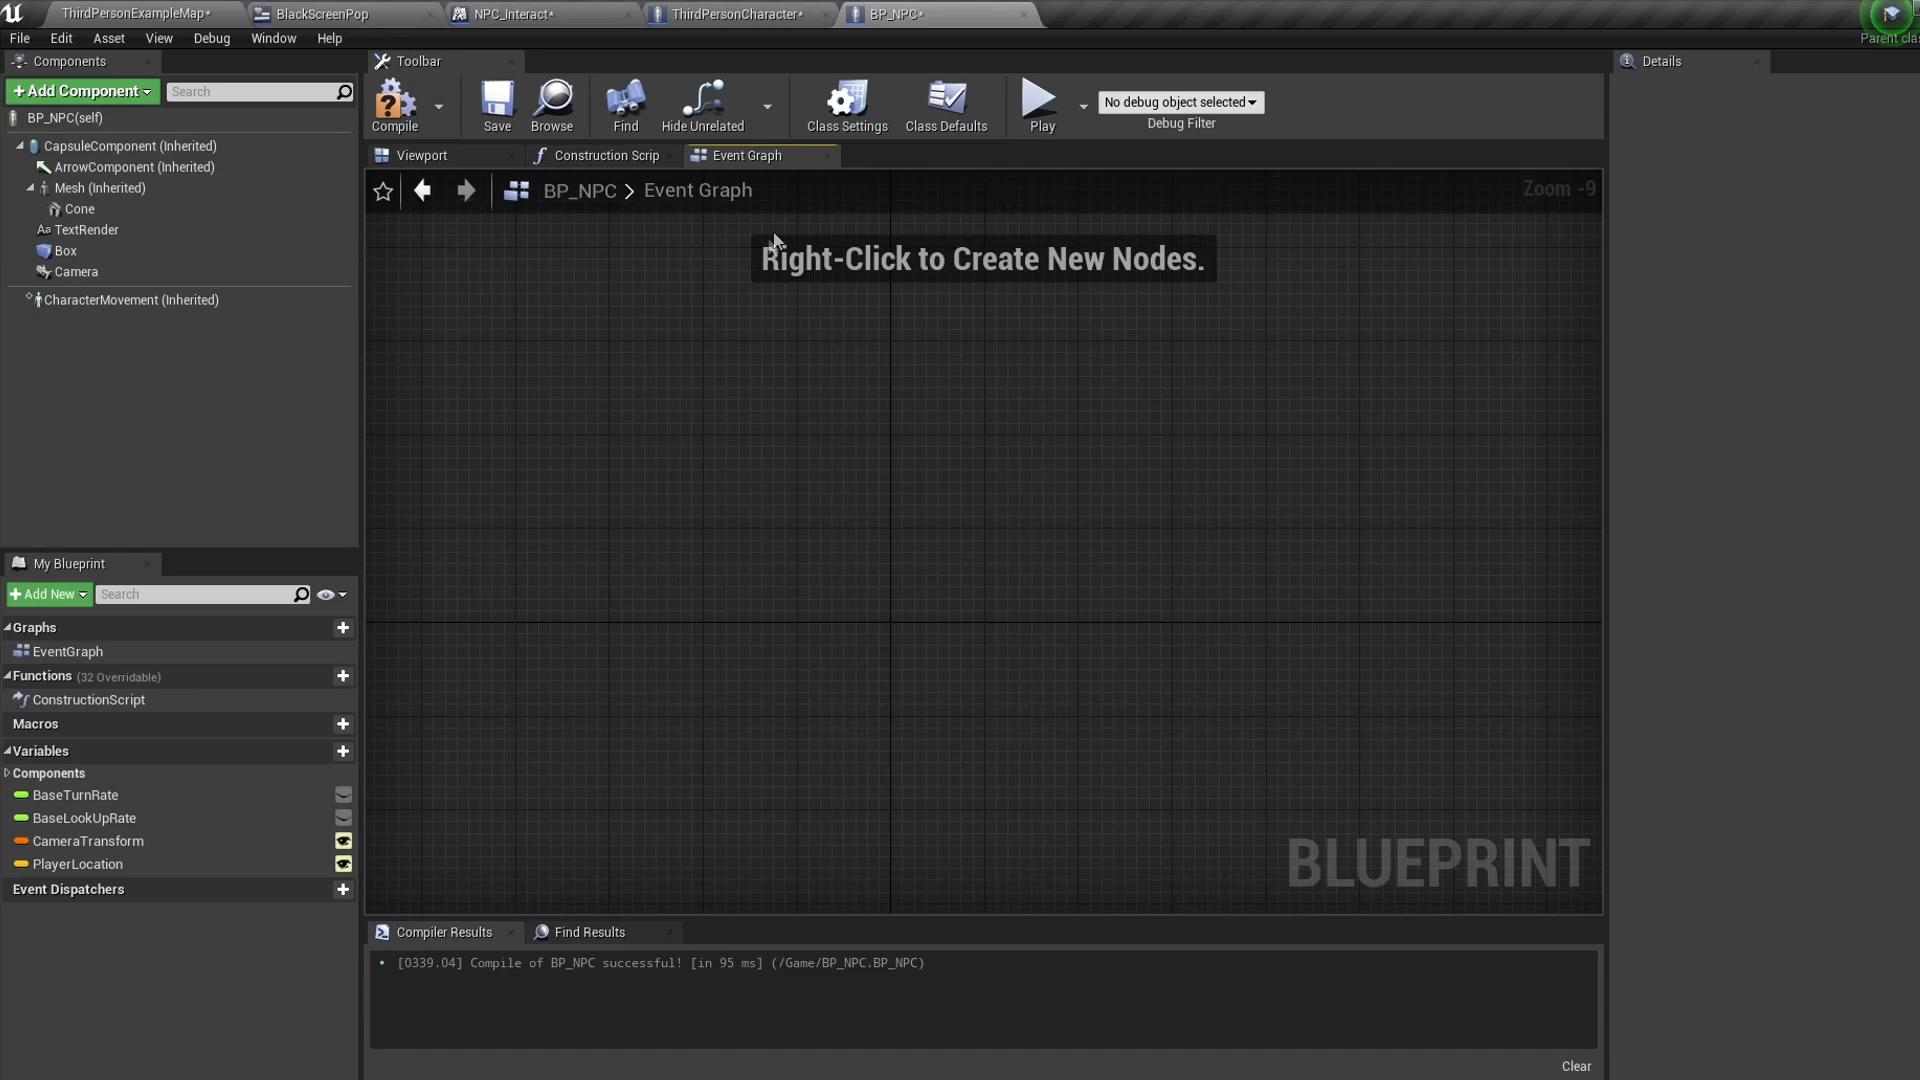 ThirdPersonExampleMap*
BlackScreenPop
NPC_Interact*
ThirdPersonCharacter*
BP_NPC*
File Edit Asset View Debug Window Help
Parent cla
Components
Toolbar
Details
+ Add Component
Search
BP_NPC(self)
CapsuleComponent (Inherited)
ArrowComponent (Inherited)
Mesh (Inherited)
Cone
TextRender
Box
Camera
CharacterMovement (Inherited)
Compile
Save
Browse
Find
Hide Unrelated
Class Settings
Class Defaults
Play
No debug object selected
Debug Filter
Viewport
Construction Scrip
Event Graph
BP_NPC > Event Graph
Zoom -9
Right-Click to Create New Nodes.
BLUEPRINT
My Blueprint
+ Add New
Search
Graphs
EventGraph
Functions (32 Overridable)
ConstructionScript
Macros
Variables
Components
BaseTurnRate
BaseLookUpRate
CameraTransform
PlayerLocation
Event Dispatchers
Compiler Results
Find Results
• [0339.04] Compile of BP_NPC successful! [in 95 ms] (/Game/BP_NPC.BP_NPC)
Clear